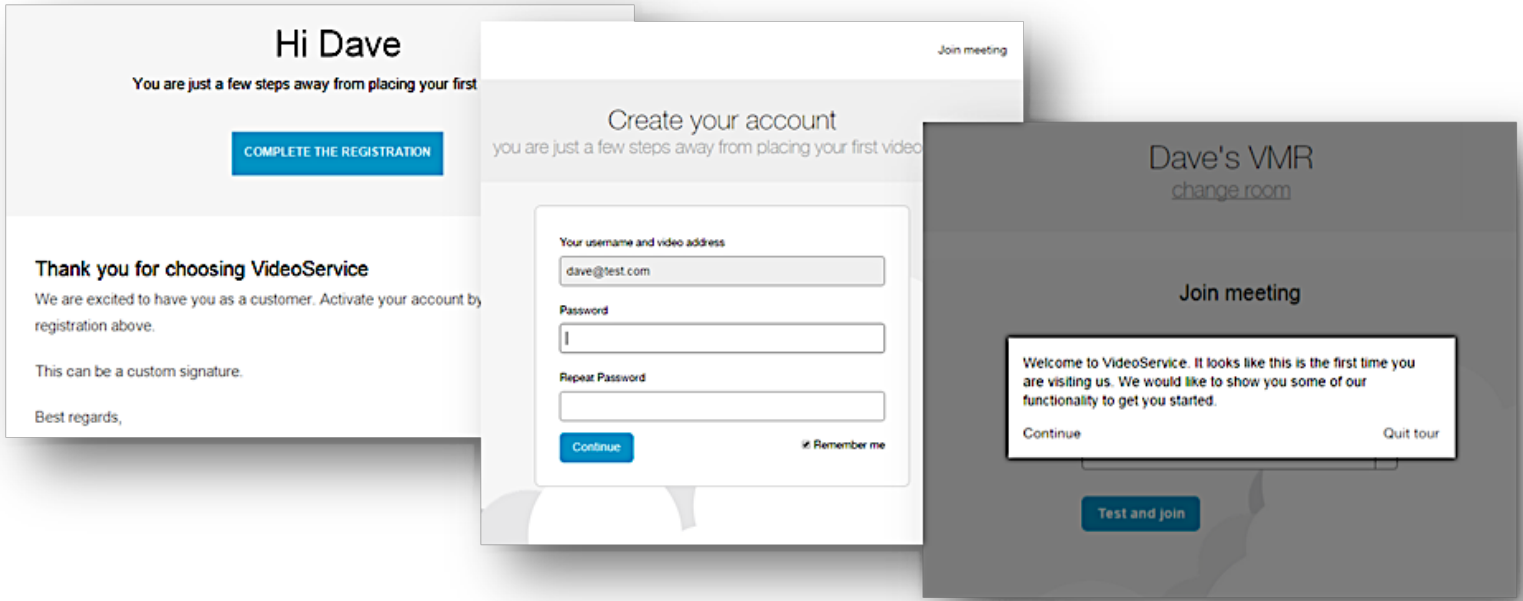 Hi Dave
You are just a few steps away from placing your first
COMPLETE THE REGISTRATION
Thank you for choosing VideoService
We are excited to have you as a customer. Activate your account by
registration above.
This can be a custom signature.
Best regards,
Join meeting
Create your account
you are just a few steps away from placing your first video
Your username and video address
dave@test.com
Password
Repeat Password
Continue
Remember me
Dave's VMR
change room
Join meeting
Welcome to VideoService. It looks like this is the first time you
are visiting us. We would like to show you some of our
functionality to get you started.
Continue
Quit tour
Test and join